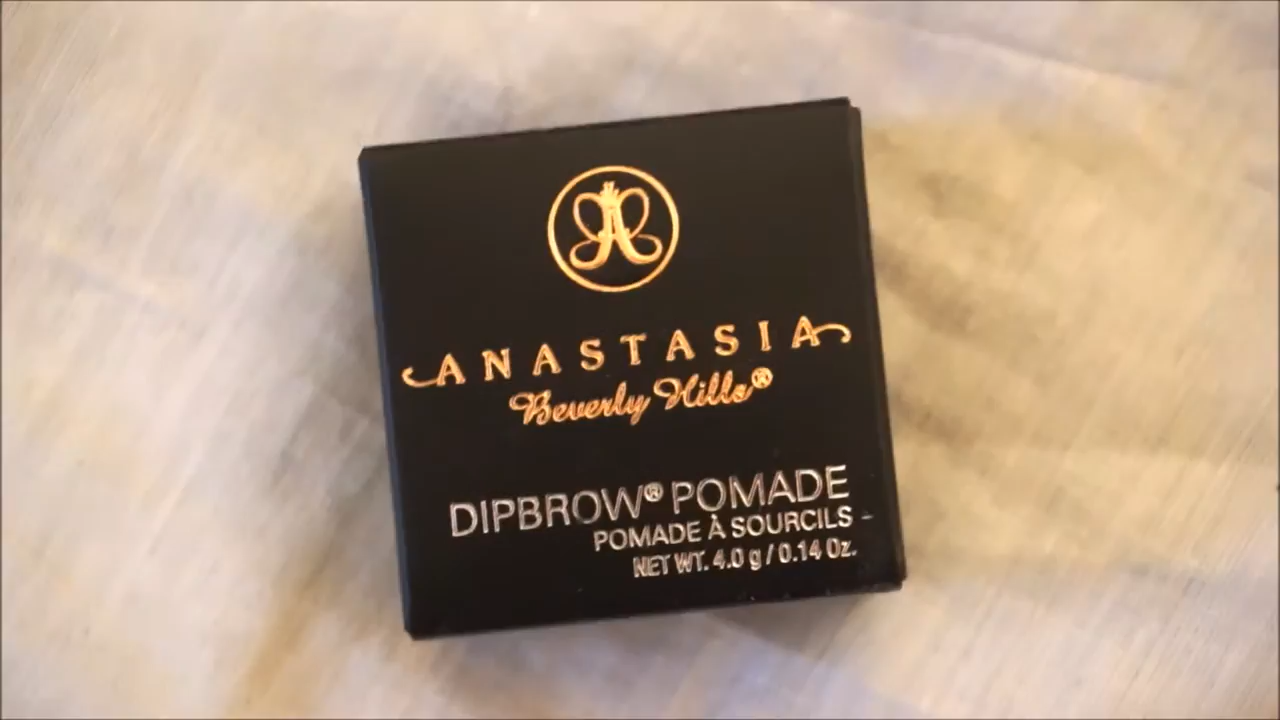 A
ANASTASIA
Beverly Hills®
DIPBROW® POMADE
POMADE À SOURCILS
NET WT. 4.0 g / 0.14 Oz.